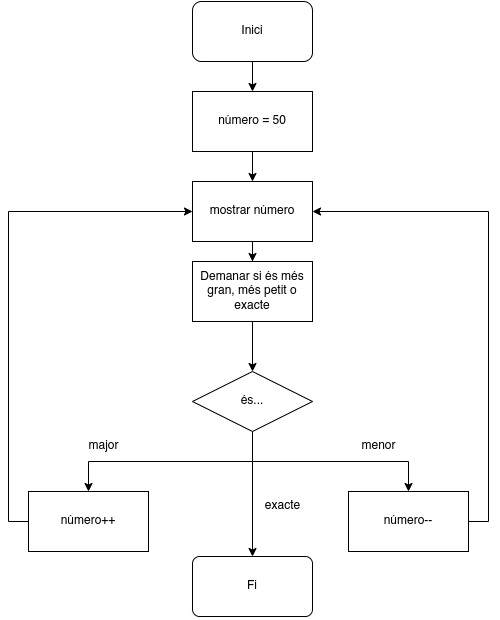 Inici
número = 50
mostrar número
Demanar si és més
gran, més petit o
exacte
és...
major
menor
número++
exacte
número--
Fi